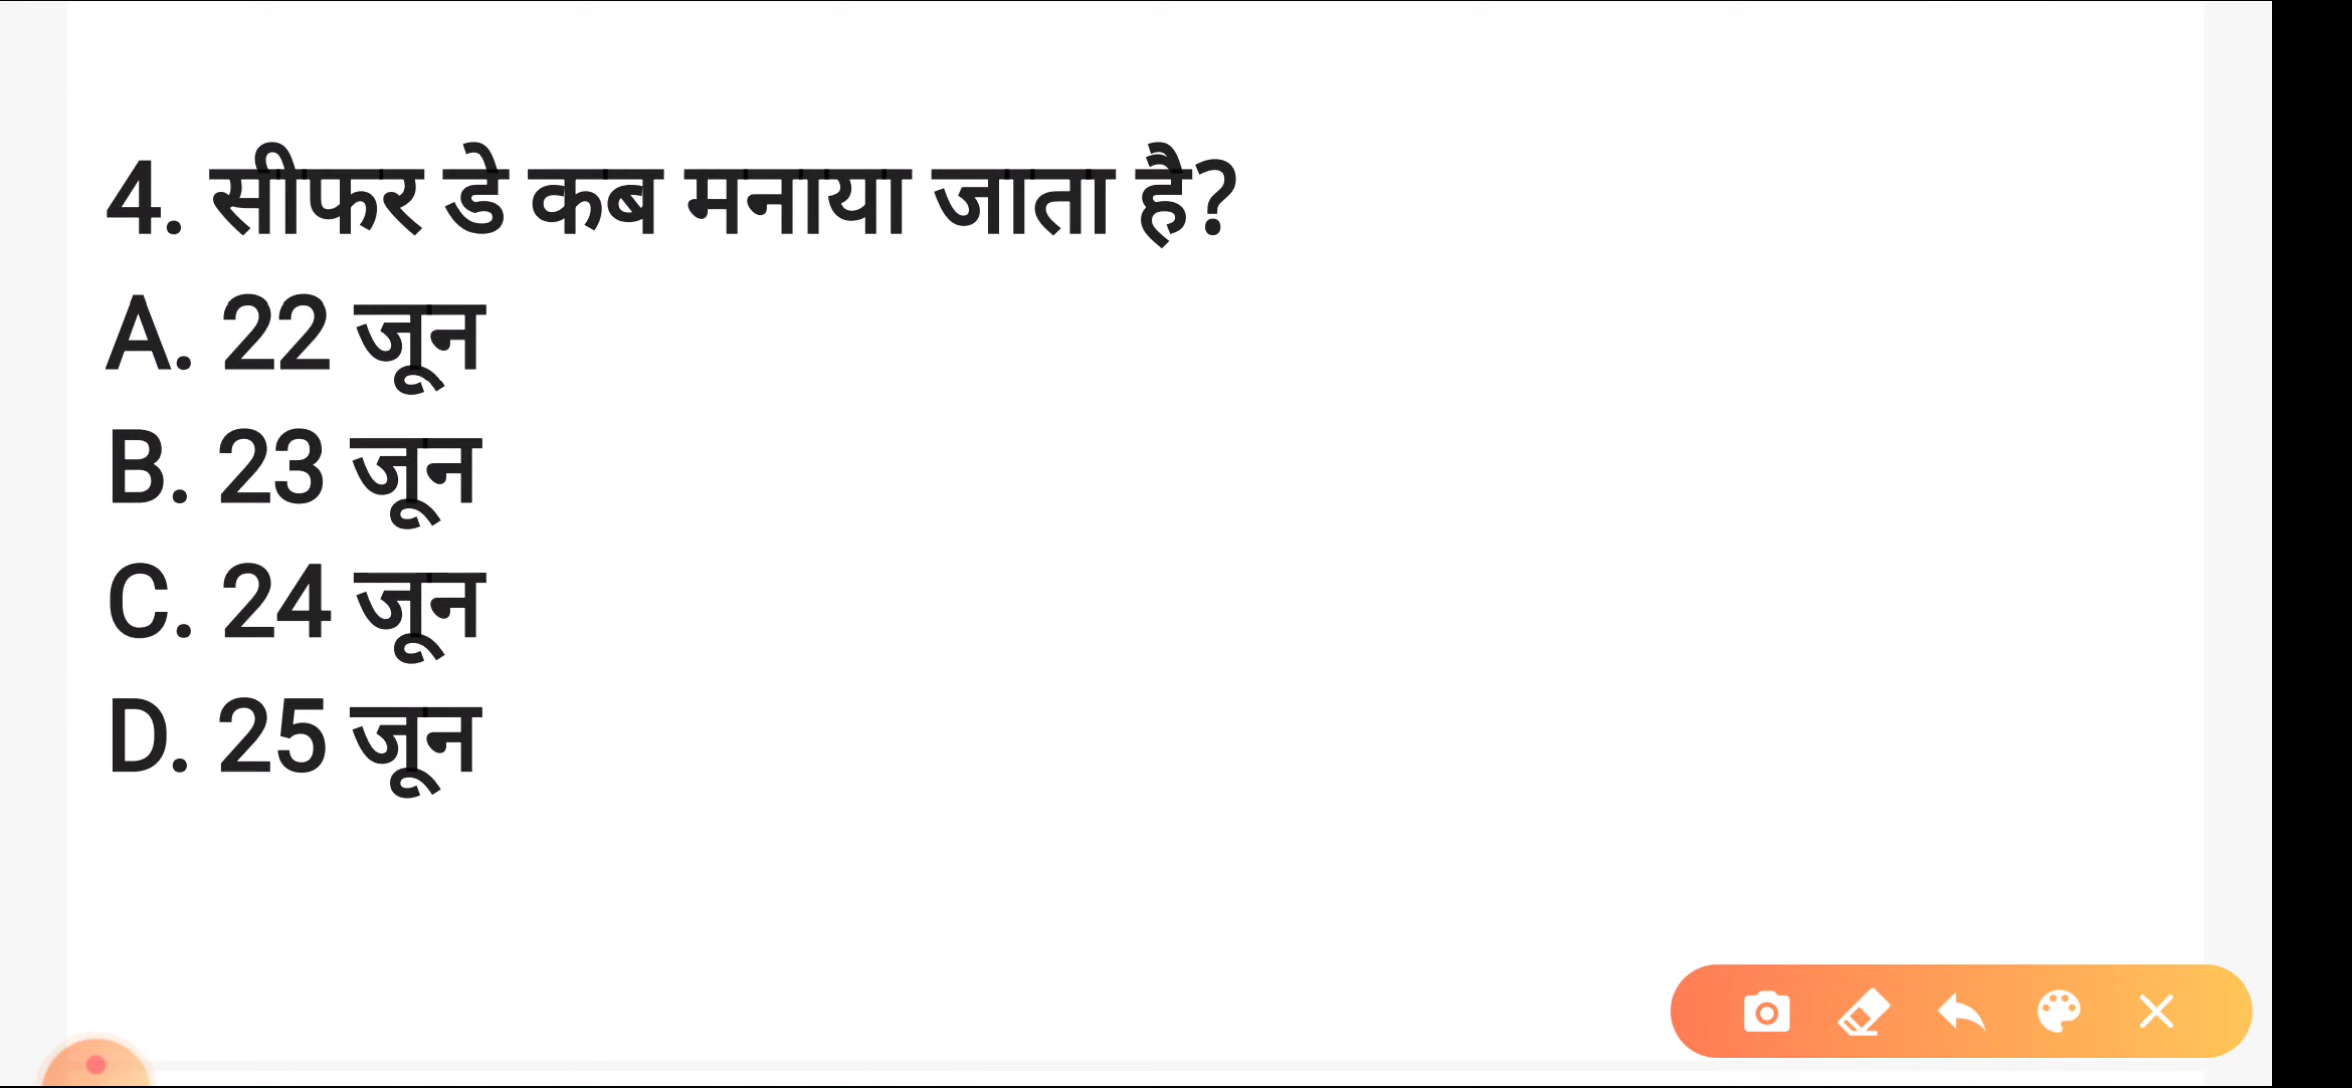 4. सीफर डे कब मनाया जाता है?
A. 22 जून
B. 23 जून
C. 24 जून
D. 25 जून